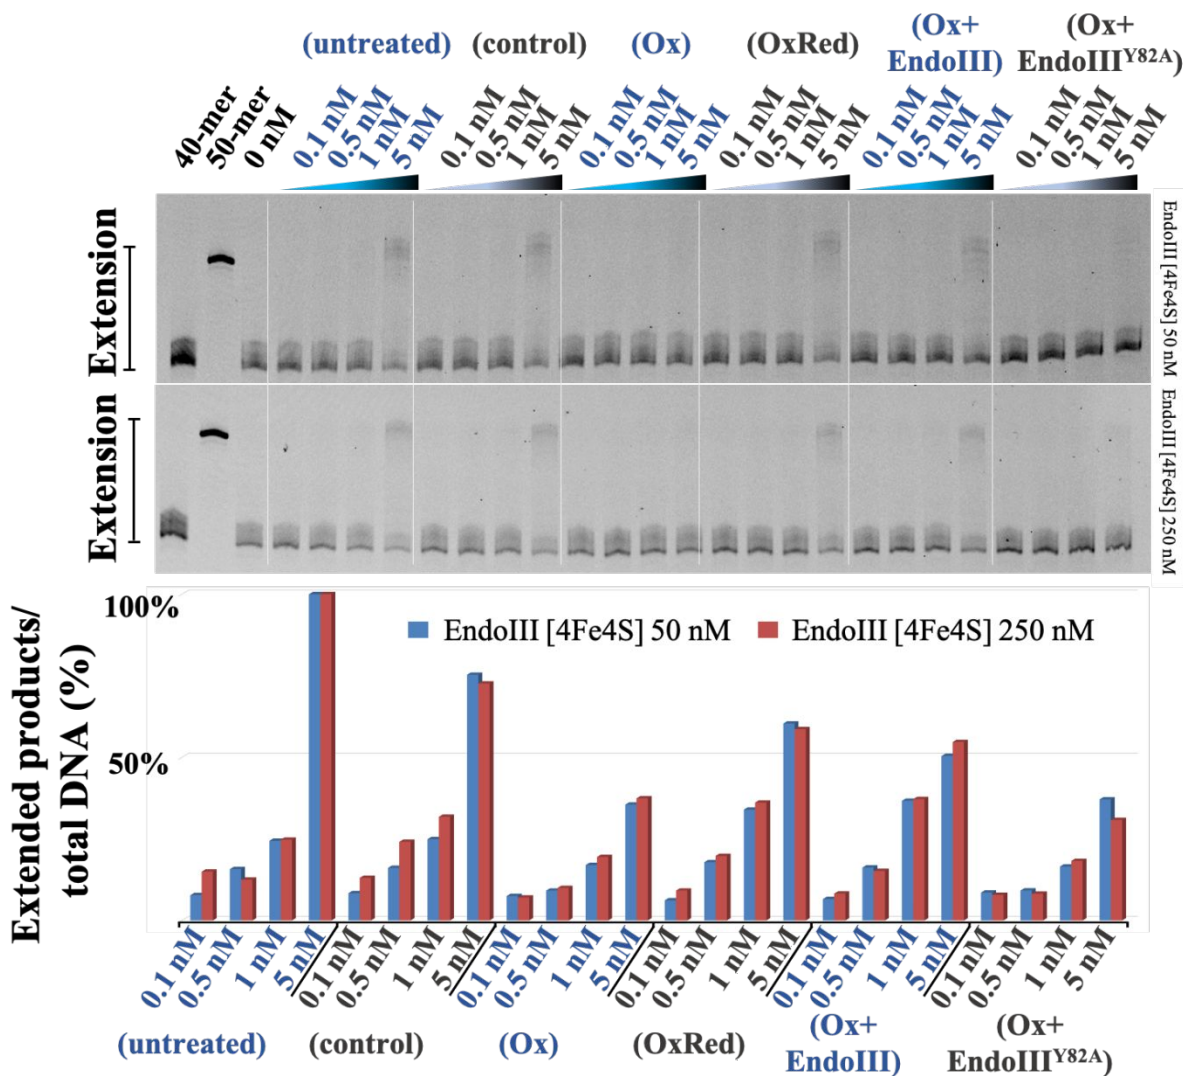 (untreated) (control) (Ox) (OxRed) (Ox+ EndoIII) (Ox+ EndoIIIY82A)
40-mer 50-mer 0 nM 0.1 nM 0.5 nM 1 nM 5 nM 0.1 nM 0.5 nM 1 nM 5 nM 0.1 nM 0.5 nM 1 nM 5 nM 0.1 nM 0.5 nM 1 nM 5 nM 0.1 nM 0.5 nM 1 nM 5 nM 0.1 nM 0.5 nM 1 nM 5 nM
Extension
EndoIII [4Fe4S] 50 nM
Extension
EndoIII [4Fe4S] 250 nM
Extended products/
total DNA (%)
100%
EndoIII [4Fe4S] 50 nM EndoIII [4Fe4S] 250 nM
50%
0.1 nM 0.5 nM 1 nM 5 nM 0.1 nM 0.5 nM 1 nM 5 nM 0.1 nM 0.5 nM 1 nM 5 nM 0.1 nM 0.5 nM 1 nM 5 nM 0.1 nM 0.5 nM 1 nM 5 nM 0.1 nM 0.5 nM 1 nM 5 nM
(untreated) (control) (Ox) (OxRed) (Ox+ EndoIII) (Ox+ EndoIIIY82A)